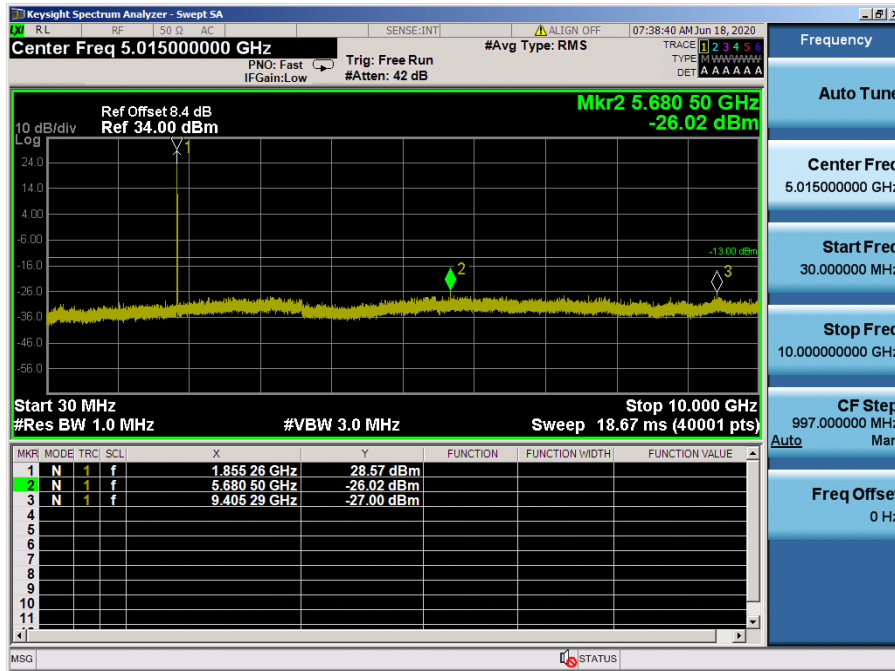 Keysight Spectrum Analyzer - Swept SA
LXI RL RF 50 Ω AC SENSE:INT ALIGN OFF 07:38:40 AM Jun 18, 2020
Center Freq 5.015000000 GHz
#Avg Type: RMS
TRACE 1 2 3 4 5 6
PNO: Fast Trig: Free Run
TYPE M W W W W W
IFGain:Low #Atten: 42 dB
DET A A A A A A
Mkr2 5.680 50 GHz
-26.02 dBm
Ref Offset 8.4 dB
10 dB/div Ref 34.00 dBm
Log
1
24.0
14.0
4.00
-6.00
-13.00 dBm
-16.0
2
3
-26.0
-36.0
-46.0
-56.0
Start 30 MHz Stop 10.000 GHz
#Res BW 1.0 MHz #VBW 3.0 MHz Sweep 18.67 ms (40001 pts)
MKR MODE TRC SCL X Y FUNCTION FUNCTION WIDTH FUNCTION VALUE
1 N 1 f 1.855 26 GHz 28.57 dBm
2 N 1 f 5.680 50 GHz -26.02 dBm
3 N 1 f 9.405 29 GHz -27.00 dBm
4
5
6
7
8
9
10
11
MSG STATUS
Frequency
Auto Tune
Center Freq
5.015000000 GHz
Start Freq
30.000000 MHz
Stop Freq
10.000000000 GHz
CF Step
997.000000 MHz
Auto Man
Freq Offset
0 Hz